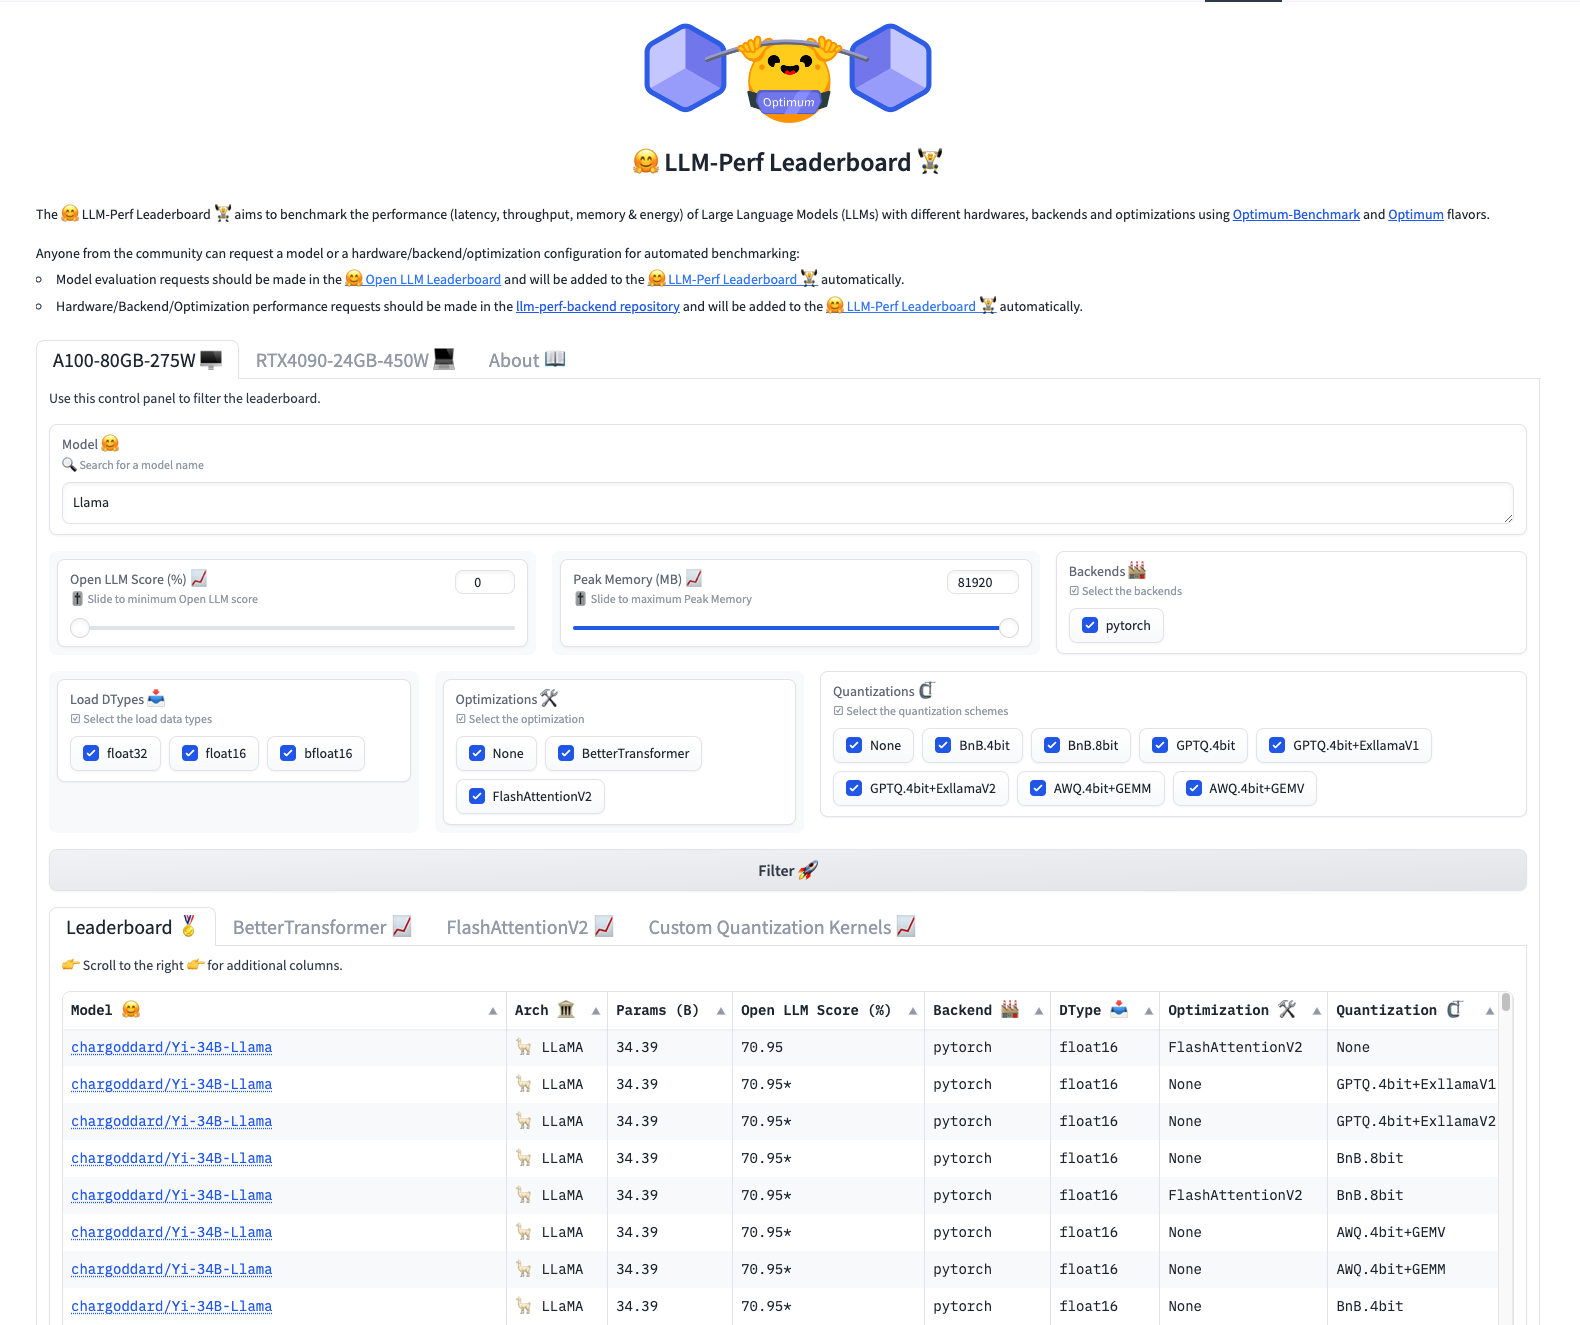 Optimum
🤗 LLM-Perf Leaderboard 🏋️
The 🤗 LLM-Perf Leaderboard 🏋️ aims to benchmark the performance (latency, throughput, memory & energy) of Large Language Models (LLMs) with different hardwares, backends and optimizations using Optimum-Benchmark and Optimum flavors.
Anyone from the community can request a model or a hardware/backend/optimization configuration for automated benchmarking:
Model evaluation requests should be made in the 🤗 Open LLM Leaderboard and will be added to the 🤗 LLM-Perf Leaderboard 🏋️ automatically.
Hardware/Backend/Optimization performance requests should be made in the llm-perf-backend repository and will be added to the 🤗 LLM-Perf Leaderboard 🏋️ automatically.
A100-80GB-275W 🖥️ RTX4090-24GB-450W 💻 About 📖
Use this control panel to filter the leaderboard.
Model 🤗
🔍 Search for a model name
Llama
Open LLM Score (%) 📈 0
🎚️ Slide to minimum Open LLM score
Peak Memory (MB) 📈 81920
🎚️ Slide to maximum Peak Memory
Backends 🏭
☑ Select the backends
pytorch
Load DTypes 📥
☑ Select the load data types
float32 float16 bfloat16
Optimizations 🛠️
☑ Select the optimization
None BetterTransformer
FlashAttentionV2
Quantizations 🗜️
☑ Select the quantization schemes
None BnB.4bit BnB.8bit GPTQ.4bit GPTQ.4bit+ExllamaV1
GPTQ.4bit+ExllamaV2 AWQ.4bit+GEMM AWQ.4bit+GEMV
Filter 🚀
Leaderboard 🏅 BetterTransformer 📈 FlashAttentionV2 📈 Custom Quantization Kernels 📈
👉 Scroll to the right 👉 for additional columns.
Model 🤗 Arch 🏛️ Params (B) Open LLM Score (%) Backend 🏭 DType 📥 Optimization 🛠️ Quantization 🗜️
chargoddard/Yi-34B-Llama 🦙 LLaMA 34.39 70.95 pytorch float16 FlashAttentionV2 None
chargoddard/Yi-34B-Llama 🦙 LLaMA 34.39 70.95* pytorch float16 None GPTQ.4bit+ExllamaV1
chargoddard/Yi-34B-Llama 🦙 LLaMA 34.39 70.95* pytorch float16 None GPTQ.4bit+ExllamaV2
chargoddard/Yi-34B-Llama 🦙 LLaMA 34.39 70.95* pytorch float16 None BnB.8bit
chargoddard/Yi-34B-Llama 🦙 LLaMA 34.39 70.95* pytorch float16 FlashAttentionV2 BnB.8bit
chargoddard/Yi-34B-Llama 🦙 LLaMA 34.39 70.95* pytorch float16 None AWQ.4bit+GEMV
chargoddard/Yi-34B-Llama 🦙 LLaMA 34.39 70.95* pytorch float16 None AWQ.4bit+GEMM
chargoddard/Yi-34B-Llama 🦙 LLaMA 34.39 70.95* pytorch float16 None BnB.4bit